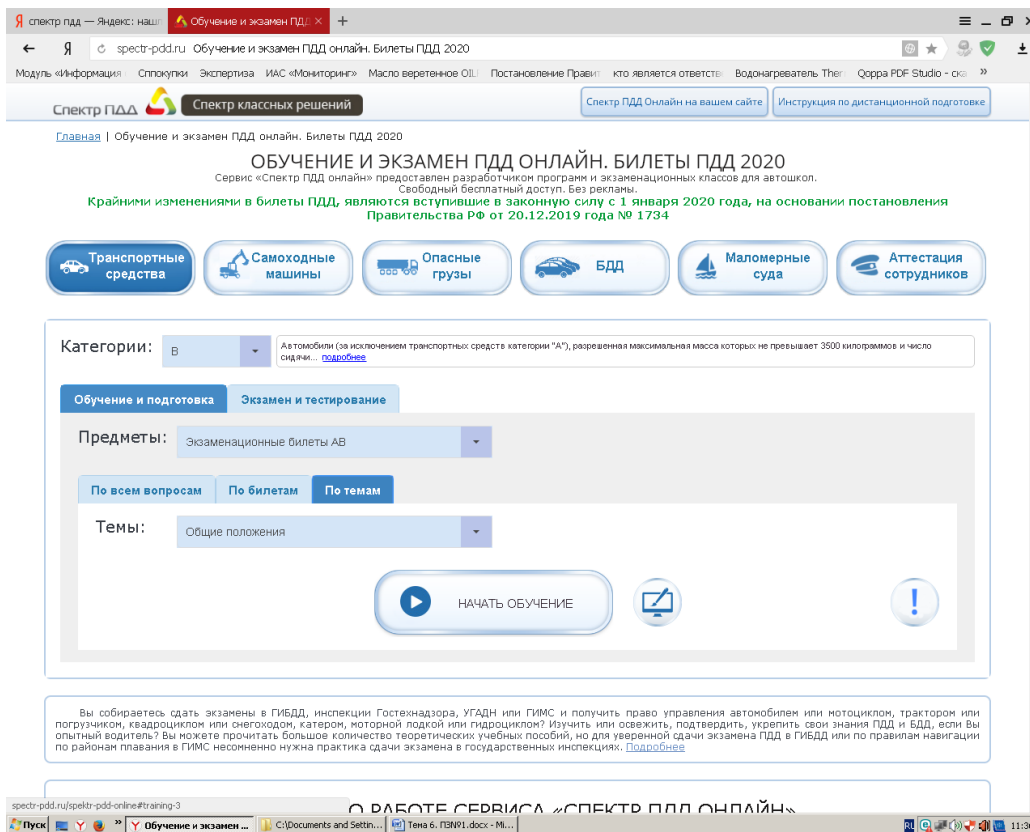 спектр пдд — Яндекс: наш
Обучение и экзамен ПДД
spectr-pdd.ru Обучение и экзамен ПДД онлайн. Билеты ПДД 2020
Модуль «Информация Сппокупки Экспертиза ИАС «Мониторинг» Масло веретенное OIL Постановление Прави кто является ответств Водонагреватель Ther Qoppa PDF Studio - ска »
Спектр ПДД Спектр классных решений Спектр ПДД Онлайн на вашем сайте Инструкция по дистанционной подготовке
Главная | Обучение и экзамен ПДД онлайн. Билеты ПДД 2020
ОБУЧЕНИЕ И ЭКЗАМЕН ПДД ОНЛАЙН. БИЛЕТЫ ПДД 2020
Сервис «Спектр ПДД онлайн» предоставлен разработчиком программ и экзаменационных классов для автошкол.
Свободный бесплатный доступ. Без рекламы.
Крайними изменениями в билеты ПДД, являются вступившие в законную силу с 1 января 2020 года, на основании постановления
Правительства РФ от 20.12.2019 года № 1734
Транспортные средства
Самоходные машины
Опасные грузы
БДД
Маломерные суда
Аттестация сотрудников
Категории: B
Автомобили (за исключением транспортных средств категории "А"), разрешенная максимальная масса которых не превышает 3500 килограммов и число
сидячи... подробнее
Обучение и подготовка Экзамен и тестирование
Предметы: Экзаменационные билеты АВ
По всем вопросам По билетам По темам
Темы: Общие положения
НАЧАТЬ ОБУЧЕНИЕ
Вы собираетесь сдать экзамены в ГИБДД, инспекции Гостехнадзора, УГАДН или ГИМС и получить право управления автомобилем или мотоциклом, трактором или
погрузчиком, квадроциклом или снегоходом, катером, моторной лодкой или гидроциклом? Изучить или освежить, подтвердить, укрепить свои знания ПДД и БДД, если Вы
опытный водитель? Вы можете прочитать большое количество теоретических учебных пособий, но для уверенной сдачи экзамена ПДД в ГИБДД или по правилам навигации
по районам плавания в ГИМС несомненно нужна практика сдачи экзамена в государственных инспекциях. Подробнее
О РАБОТЕ СЕРВИСА «СПЕКТР ПДД ОНЛАЙН»
spectr-pdd.ru/spektr-pdd-online#training-3
Пуск » Обучение и экзамен ... C:\Documents and Settin... Тема 6. ПЗ№1.docx - Mi... RL 11:3